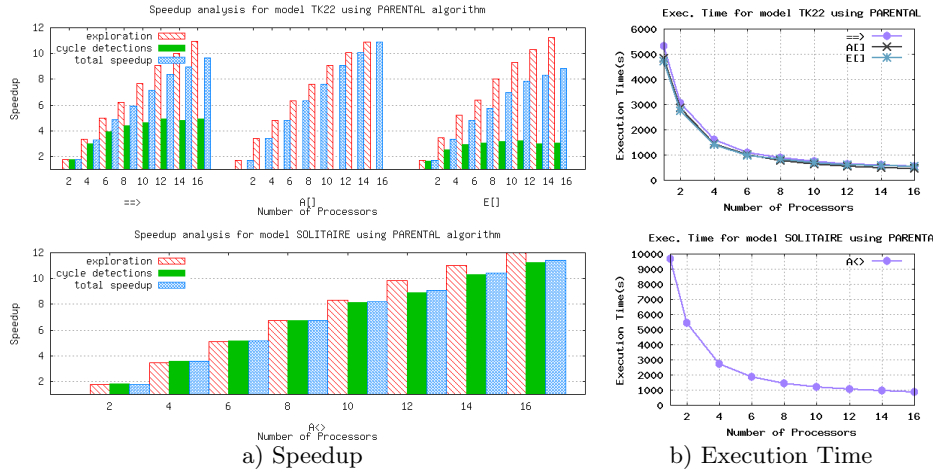 Speedup analysis for model TK22 using PARENTAL algorithm
12
10
8
6
4
2
Speedup
exploration
cycle detections
total speedup
2 4 6 8 10 12 14 16 2 4 6 8 10 12 14 16 2 4 6 8 10 12 14 16
==> A[] E[]
Number of Processors
Exec. Time for model TK22 using PARENTAL
6000
5000
4000
3000
2000
1000
0
Execution Time(s)
==>
A[]
E[]
2 4 6 8 10 12 14 16
Number of Processors
Speedup analysis for model SOLITAIRE using PARENTAL algorithm
12
10
8
6
4
2
Speedup
exploration
cycle detections
total speedup
2 4 6 8 10 12 14 16
A<>
Number of Processors
Exec. Time for model SOLITAIRE using PARENTA
10000
9000
8000
7000
6000
5000
4000
3000
2000
1000
0
Execution Time(s)
A<>
2 4 6 8 10 12 14 16
Number of Processors
a) Speedup
b) Execution Time